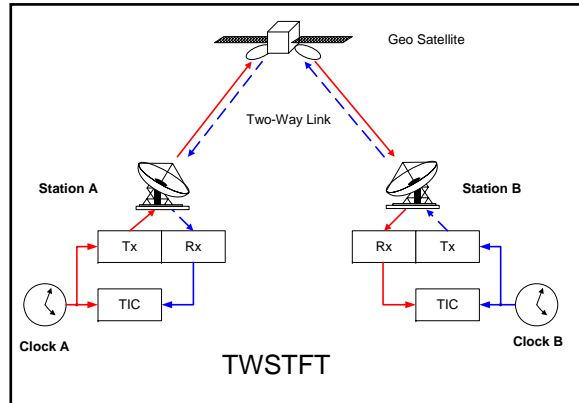 Geo Satellite
Two-Way Link
Station A
Station B
Tx
Rx
Rx
Tx
TIC
TIC
Clock A
Clock B
TWSTFT